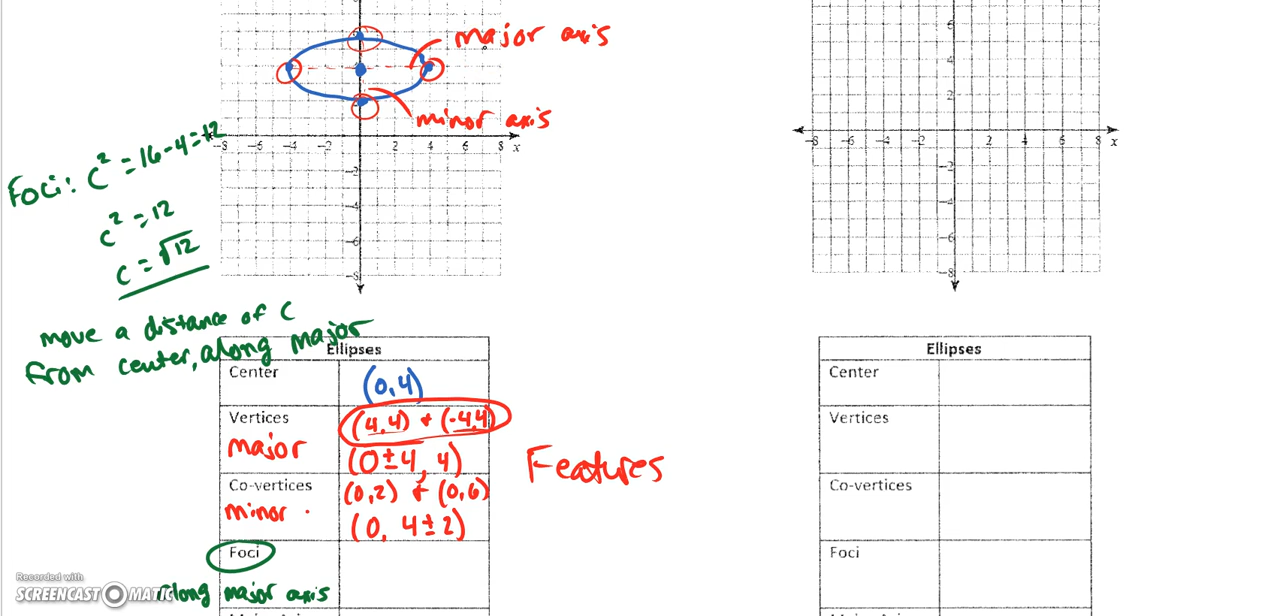 major axis
minor axis
-8 -6 -4 2 4 6 8 x
-2
-4
-6
-8
Foci: c² = 16-4=12
c² = 12
c = √12
move a distance of c
from center, along major
Ellipses
Center (0,4)
Vertices (4,4) + (-4,4)
major (0±4, 4)
Co-vertices (0,2) + (0,6)
minor (0, 4±2)
Foci
along major axis
Features
Recorded with
SCREENCAST MATIC
6
4
2
-8 -6 -4 -2 2 4 6 8 x
-2
-4
-6
-8
Ellipses
Center
Vertices
Co-vertices
Foci